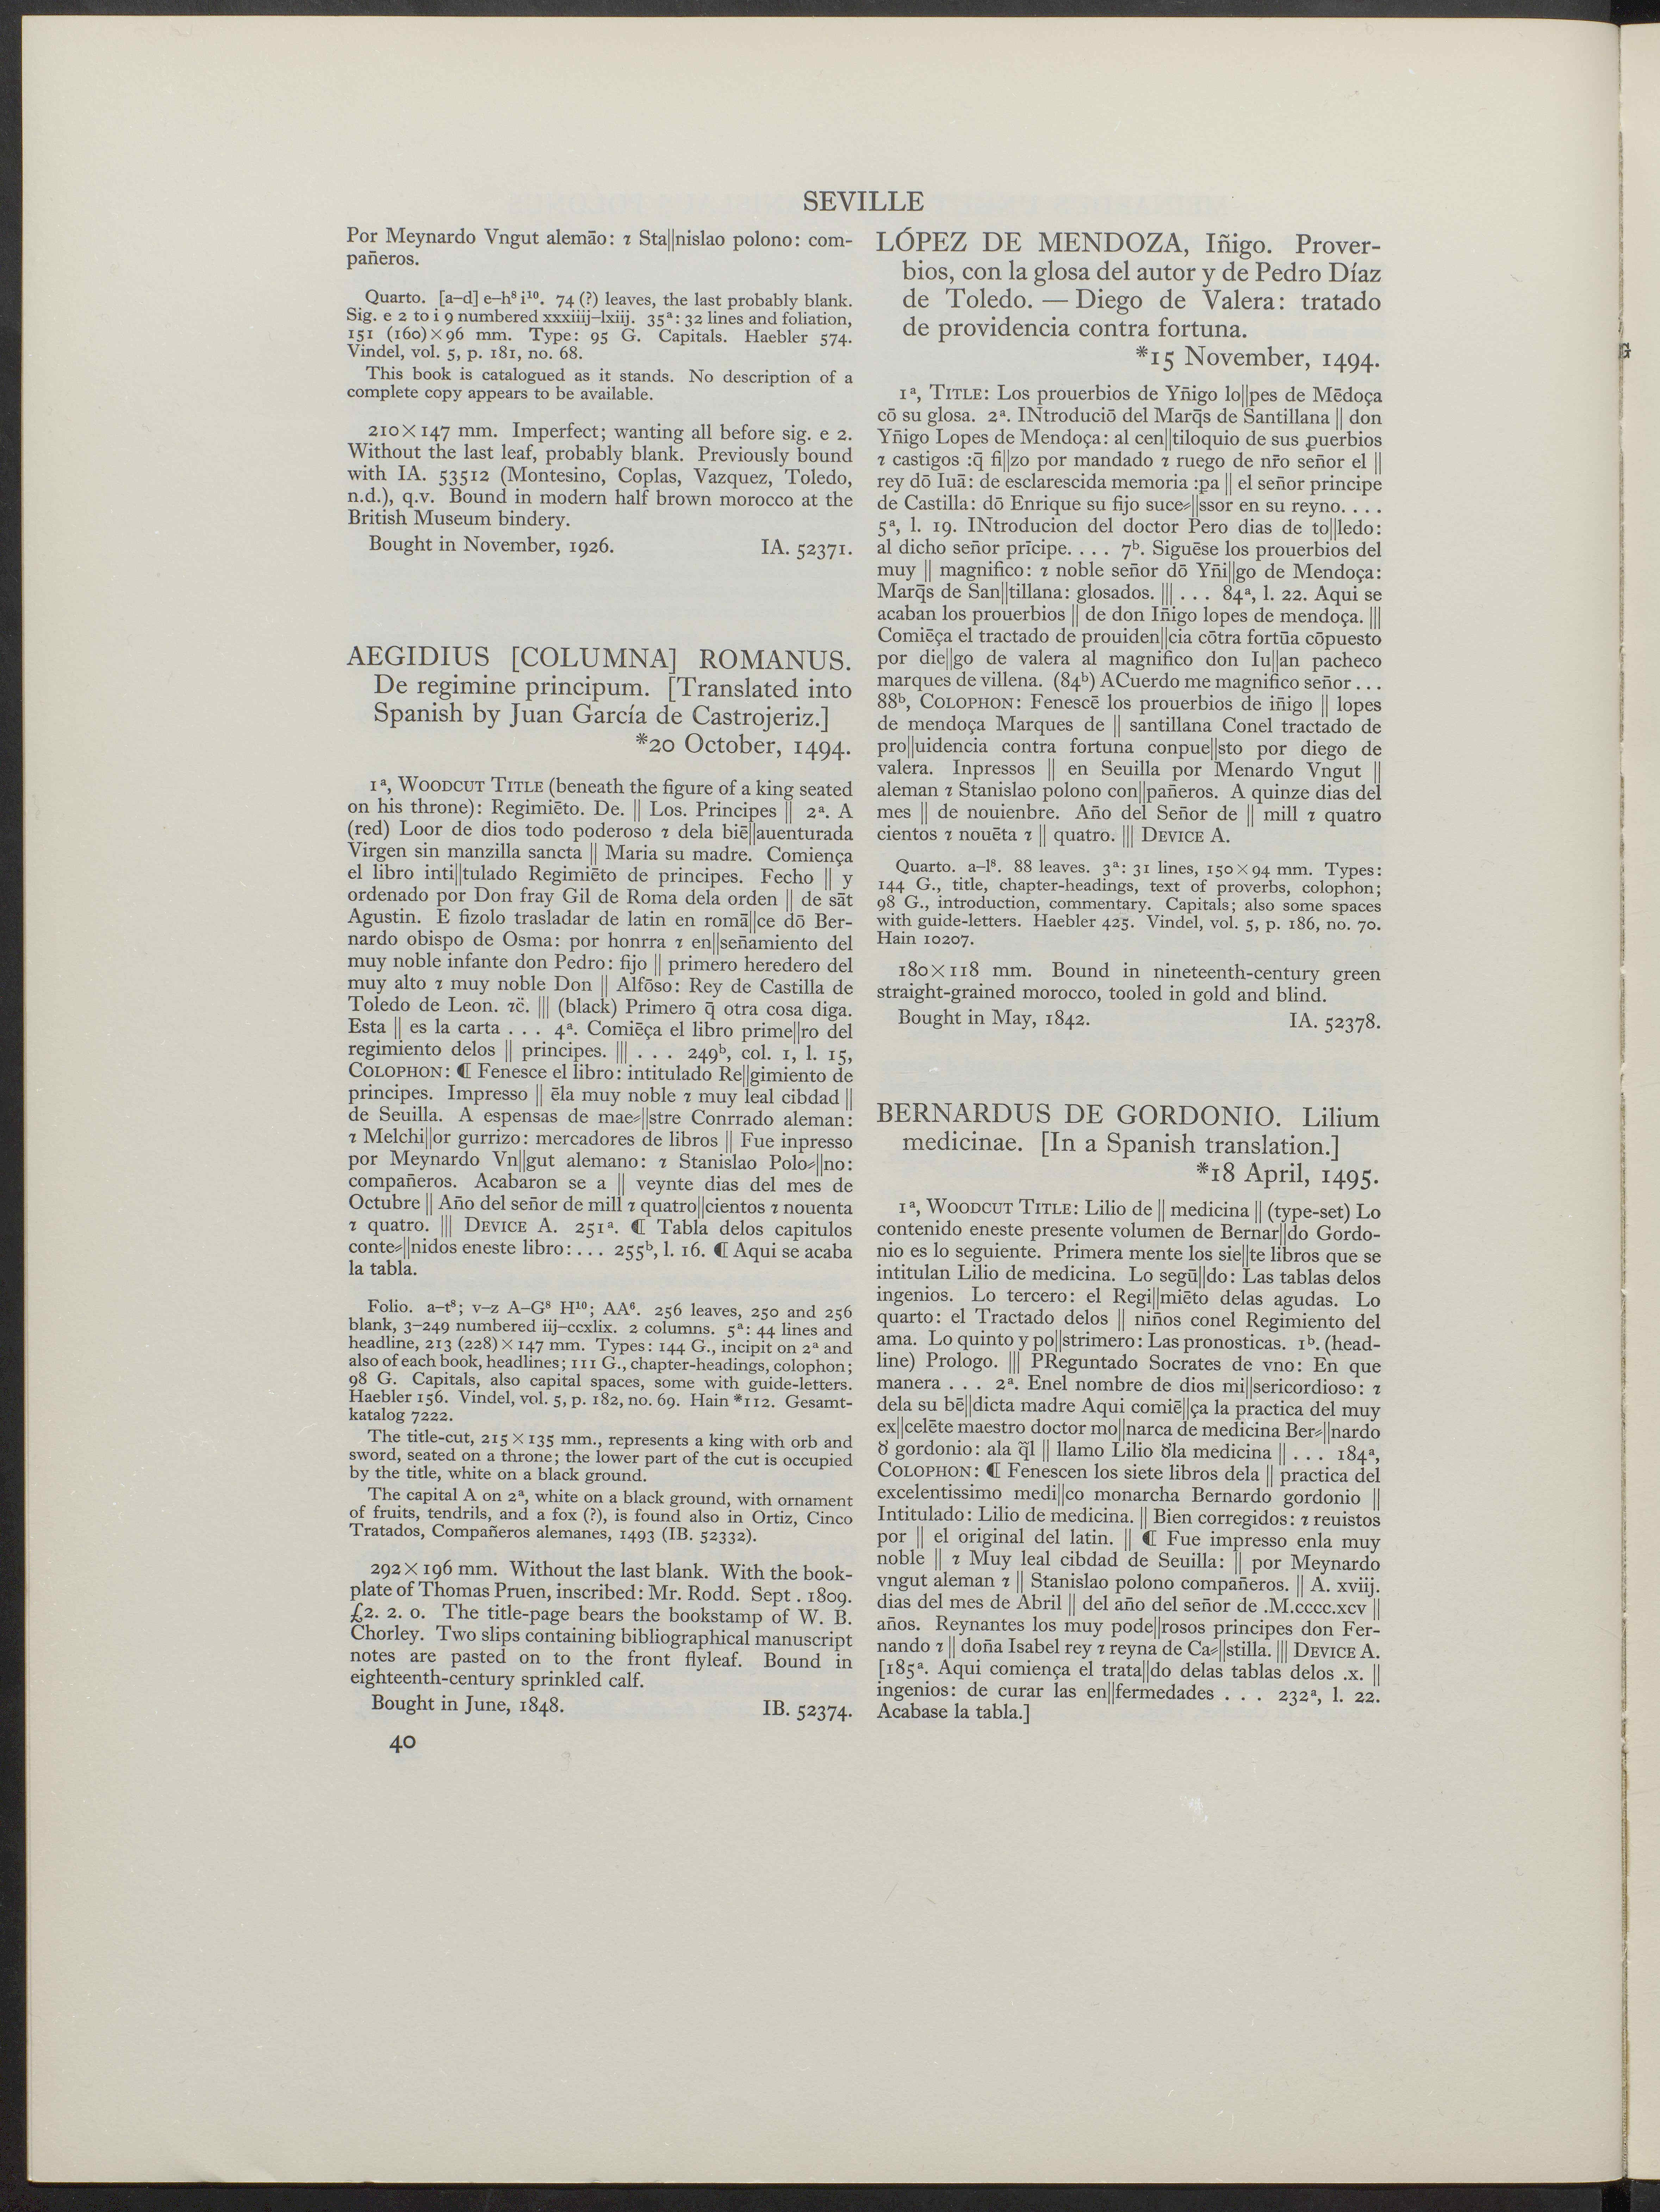 SEVILLE
Por Meynardo Vngut alemāo: ⁊ Sta||nislao polono: com-
pañeros.
Quarto. [a–d] e–h⁸ i¹⁰. 74 (?) leaves, the last probably blank.
Sig. e 2 to i 9 numbered xxxiiij–lxiij. 35ᵃ: 32 lines and foliation,
151 (160)×96 mm. Type: 95 G. Capitals. Haebler 574.
Vindel, vol. 5, p. 181, no. 68.
This book is catalogued as it stands. No description of a
complete copy appears to be available.
210×147 mm. Imperfect; wanting all before sig. e 2.
Without the last leaf, probably blank. Previously bound
with IA. 53512 (Montesino, Coplas, Vazquez, Toledo,
n.d.), q.v. Bound in modern half brown morocco at the
British Museum bindery.
Bought in November, 1926. IA. 52371.
AEGIDIUS [COLUMNA] ROMANUS.
De regimine principum. [Translated into
Spanish by Juan García de Castrojeriz.]
*20 October, 1494.
1ᵃ, WOODCUT TITLE (beneath the figure of a king seated
on his throne): Regimiēto. De. || Los. Principes || 2ᵃ. A
(red) Loor de dios todo poderoso ⁊ dela biē||auenturada
Virgen sin manzilla sancta || Maria su madre. Comiença
el libro inti||tulado Regimiēto de principes. Fecho || y
ordenado por Don fray Gil de Roma dela orden || de sāt
Agustin. E fizolo trasladar de latin en romā||ce dō Ber-
nardo obispo de Osma: por honrra ⁊ en||señamiento del
muy noble infante don Pedro: fijo || primero heredero del
muy alto ⁊ muy noble Don || Alfōso: Rey de Castilla de
Toledo de Leon. ⁊c̄. ||| (black) Primero q̄ otra cosa diga.
Esta || es la carta . . . 4ᵃ. Comiēça el libro prime||ro del
regimiento delos || principes. ||| . . . 249ᵇ, col. 1, l. 15,
COLOPHON: ⁋ Fenesce el libro: intitulado Re||gimiento de
principes. Impresso || ēla muy noble ⁊ muy leal cibdad ||
de Seuilla. A espensas de mae⸗||stre Conrrado aleman:
⁊ Melchi||or gurrizo: mercadores de libros || Fue inpresso
por Meynardo Vn||gut alemano: ⁊ Stanislao Polo⸗||no:
compañeros. Acabaron se a || veynte dias del mes de
Octubre || Año del señor de mill ⁊ quatro||cientos ⁊ nouenta
⁊ quatro. ||| DEVICE A. 251ᵃ. ⁋ Tabla delos capitulos
conte⸗||nidos eneste libro: . . . 255ᵇ, l. 16. ⁋ Aqui se acaba
la tabla.
Folio. a–t⁸; v–z A–G⁸ H¹⁰; AA⁶. 256 leaves, 250 and 256
blank, 3–249 numbered iij–ccxlix. 2 columns. 5ᵃ: 44 lines and
headline, 213 (228)×147 mm. Types: 144 G., incipit on 2ᵃ and
also of each book, headlines; 111 G., chapter-headings, colophon;
98 G. Capitals, also capital spaces, some with guide-letters.
Haebler 156. Vindel, vol. 5, p. 182, no. 69. Hain *112. Gesamt-
katalog 7222.
The title-cut, 215×135 mm., represents a king with orb and
sword, seated on a throne; the lower part of the cut is occupied
by the title, white on a black ground.
The capital A on 2ᵃ, white on a black ground, with ornament
of fruits, tendrils, and a fox (?), is found also in Ortiz, Cinco
Tratados, Compañeros alemanes, 1493 (IB. 52332).
292×196 mm. Without the last blank. With the book-
plate of Thomas Pruen, inscribed: Mr. Rodd. Sept. 1809.
£2. 2. 0. The title-page bears the bookstamp of W. B.
Chorley. Two slips containing bibliographical manuscript
notes are pasted on to the front flyleaf. Bound in
eighteenth-century sprinkled calf.
Bought in June, 1848. IB. 52374.
40
LÓPEZ DE MENDOZA, Iñigo. Prover-
bios, con la glosa del autor y de Pedro Díaz
de Toledo. — Diego de Valera: tratado
de providencia contra fortuna.
*15 November, 1494.
1ᵃ, TITLE: Los prouerbios de Yñigo lo||pes de Mēdoça
cō su glosa. 2ᵃ. INtroduciō del Marq̄s de Santillana || don
Yñigo Lopes de Mendoça: al cen||tiloquio de sus ꝓuerbios
⁊ castigos :q̄ fi||zo por mandado ⁊ ruego de nr̄o señor el ||
rey dō Iuā: de esclarescida memoria :ꝑa || el señor principe
de Castilla: dō Enrique su fijo suce⸗||ssor en su reyno. . . .
5ᵃ, l. 19. INtroducion del doctor Pero dias de to||ledo:
al dicho señor prīcipe. . . . 7ᵇ. Siguēse los prouerbios del
muy || magnifico: ⁊ noble señor dō Yñi||go de Mendoça:
Marq̄s de San||tillana: glosados. ||| . . . 84ᵃ, l. 22. Aqui se
acaban los prouerbios || de don Iñigo lopes de mendoça. |||
Comiēça el tractado de prouiden||cia cōtra fortūa cōpuesto
por die||go de valera al magnifico don Iu||an pacheco
marques de villena. (84ᵇ) ACuerdo me magnifico señor . . .
88ᵇ, COLOPHON: Fenescē los prouerbios de iñigo || lopes
de mendoça Marques de || santillana Conel tractado de
pro||uidencia contra fortuna conpue||sto por diego de
valera. Inpressos || en Seuilla por Menardo Vngut ||
aleman ⁊ Stanislao polono con||pañeros. A quinze dias del
mes || de nouienbre. Año del Señor de || mill ⁊ quatro
cientos ⁊ nouēta ⁊ || quatro. ||| DEVICE A.
Quarto. a–l⁸. 88 leaves. 3ᵃ: 31 lines, 150×94 mm. Types:
144 G., title, chapter-headings, text of proverbs, colophon;
98 G., introduction, commentary. Capitals; also some spaces
with guide-letters. Haebler 425. Vindel, vol. 5, p. 186, no. 70.
Hain 10207.
180×118 mm. Bound in nineteenth-century green
straight-grained morocco, tooled in gold and blind.
Bought in May, 1842. IA. 52378.
BERNARDUS DE GORDONIO. Lilium
medicinae. [In a Spanish translation.]
*18 April, 1495.
1ᵃ, WOODCUT TITLE: Lilio de || medicina || (type-set) Lo
contenido eneste presente volumen de Bernar||do Gordo-
nio es lo seguiente. Primera mente los sie||te libros que se
intitulan Lilio de medicina. Lo segū||do: Las tablas delos
ingenios. Lo tercero: el Regi||miēto delas agudas. Lo
quarto: el Tractado delos || niños conel Regimiento del
ama. Lo quinto y po||strimero: Las pronosticas. 1ᵇ. (head-
line) Prologo. ||| PReguntado Socrates de vno: En que
manera . . . 2ᵃ. Enel nombre de dios mi||sericordioso: ⁊
dela su bē||dicta madre Aqui comiē||ça la practica del muy
ex||celēte maestro doctor mo||narca de medicina Ber⸗||nardo
ꝺ̄ gordonio: ala q̃l || llamo Lilio ꝺ̄la medicina || . . . 184ᵃ,
COLOPHON: ⁋ Fenescen los siete libros dela || practica del
excelentissimo medi||co monarcha Bernardo gordonio ||
Intitulado: Lilio de medicina. || Bien corregidos: ⁊ reuistos
por || el original del latin. || ⁋ Fue impresso enla muy
noble || ⁊ Muy leal cibdad de Seuilla: || por Meynardo
vngut aleman ⁊ || Stanislao polono compañeros. || A. xviij.
dias del mes de Abril || del año del señor de .M.cccc.xcv ||
años. Reynantes los muy pode||rosos principes don Fer-
nando ⁊ || doña Isabel rey ⁊ reyna de Ca⸗||stilla. ||| DEVICE A.
[185ᵃ. Aqui comiença el trata||do delas tablas delos .x. ||
ingenios: de curar las en||fermedades . . . 232ᵃ, l. 22.
Acabase la tabla.]